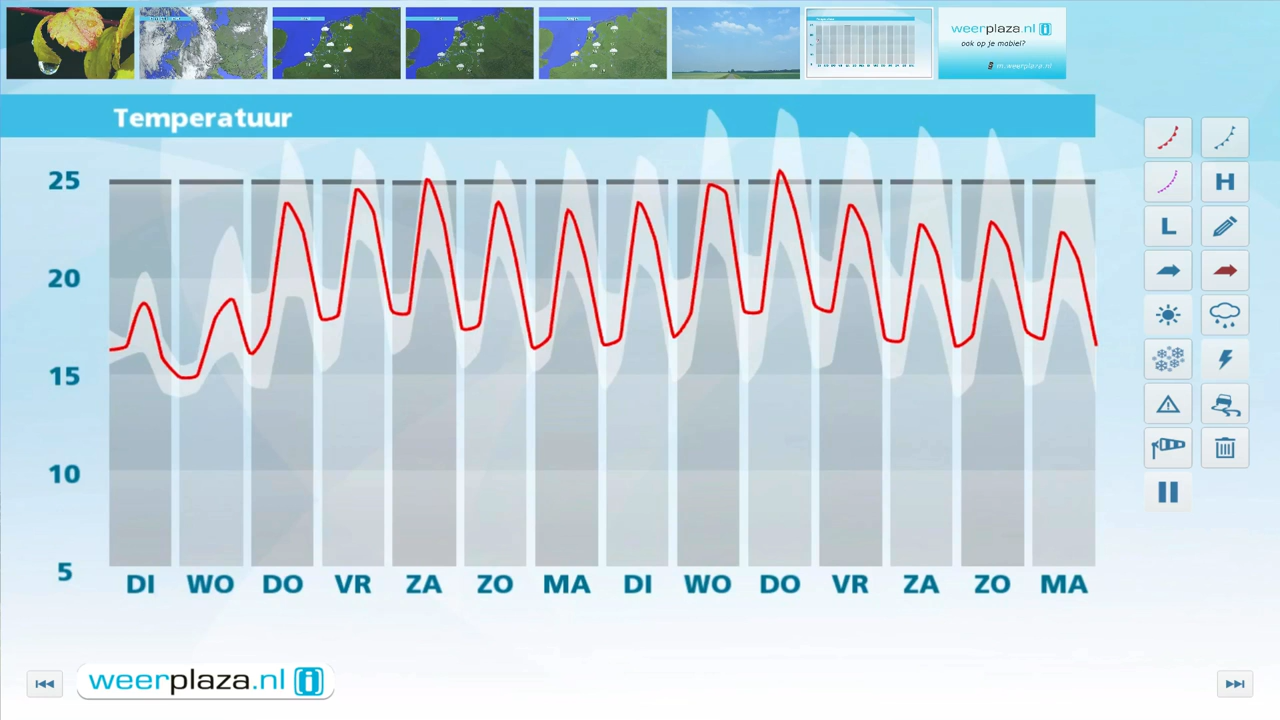 weerplaza.nl i
ook op je mobiel?
m.weerplaza.nl
Temperatuur
25
20
15
10
5
DI WO DO VR ZA ZO MA DI WO DO VR ZA ZO MA
H
L
weerplaza.nl i